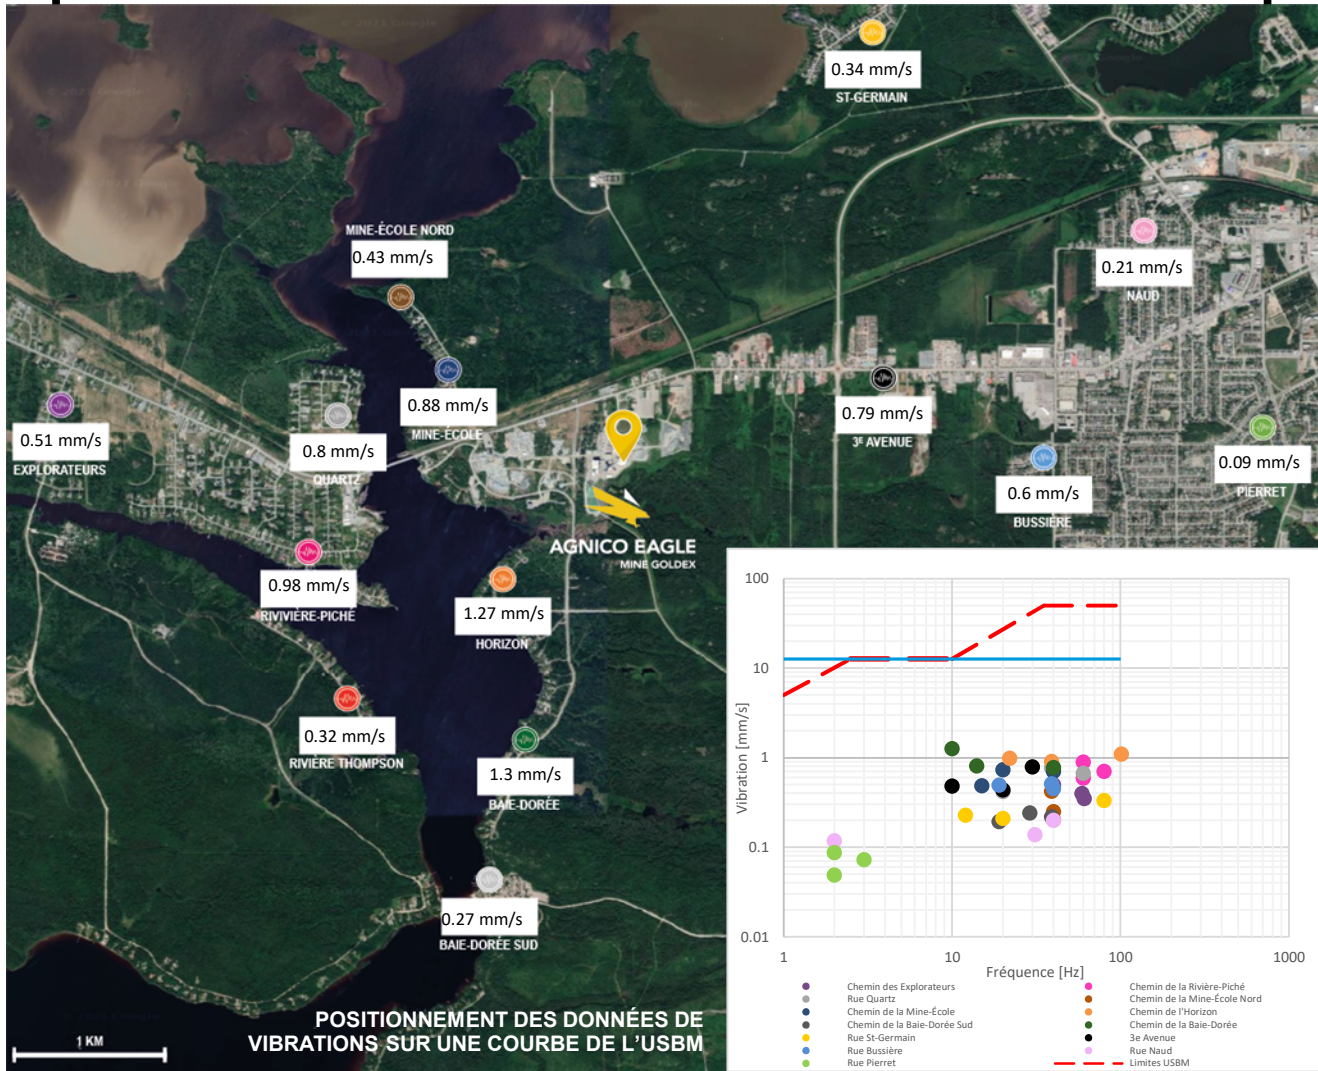 0.34 mm/s
ST-GERMAIN
MINE-ÉCOLE NORD
0.43 mm/s
0.21 mm/s
NAUD
0.51 mm/s
EXPLORATEURS
0.8 mm/s
QUARTZ
0.88 mm/s
MINE-ÉCOLE
0.79 mm/s
3E AVENUE
0.6 mm/s
BUSSIÈRE
0.09 mm/s
PIERRET
AGNICO EAGLE
MINE GOLDEX
0.98 mm/s
RIVIVIÈRE-PICHÉ
1.27 mm/s
HORIZON
0.32 mm/s
RIVIÈRE THOMPSON
1.3 mm/s
BAIE-DORÉE
0.27 mm/s
BAIE-DORÉE SUD
POSITIONNEMENT DES DONNÉES DE
VIBRATIONS SUR UNE COURBE DE L'USBM
1 KM
Vibration [mm/s]
100
10
1
0.1
0.01
1 10 100 1000
Fréquence [Hz]
Chemin des Explorateurs
Chemin de la Rivière-Piché
Rue Quartz
Chemin de la Mine-École Nord
Chemin de la Mine-École
Chemin de l'Horizon
Chemin de la Baie-Dorée Sud
Chemin de la Baie-Dorée
Rue St-Germain
3e Avenue
Rue Bussière
Rue Naud
Rue Pierret
Limites USBM